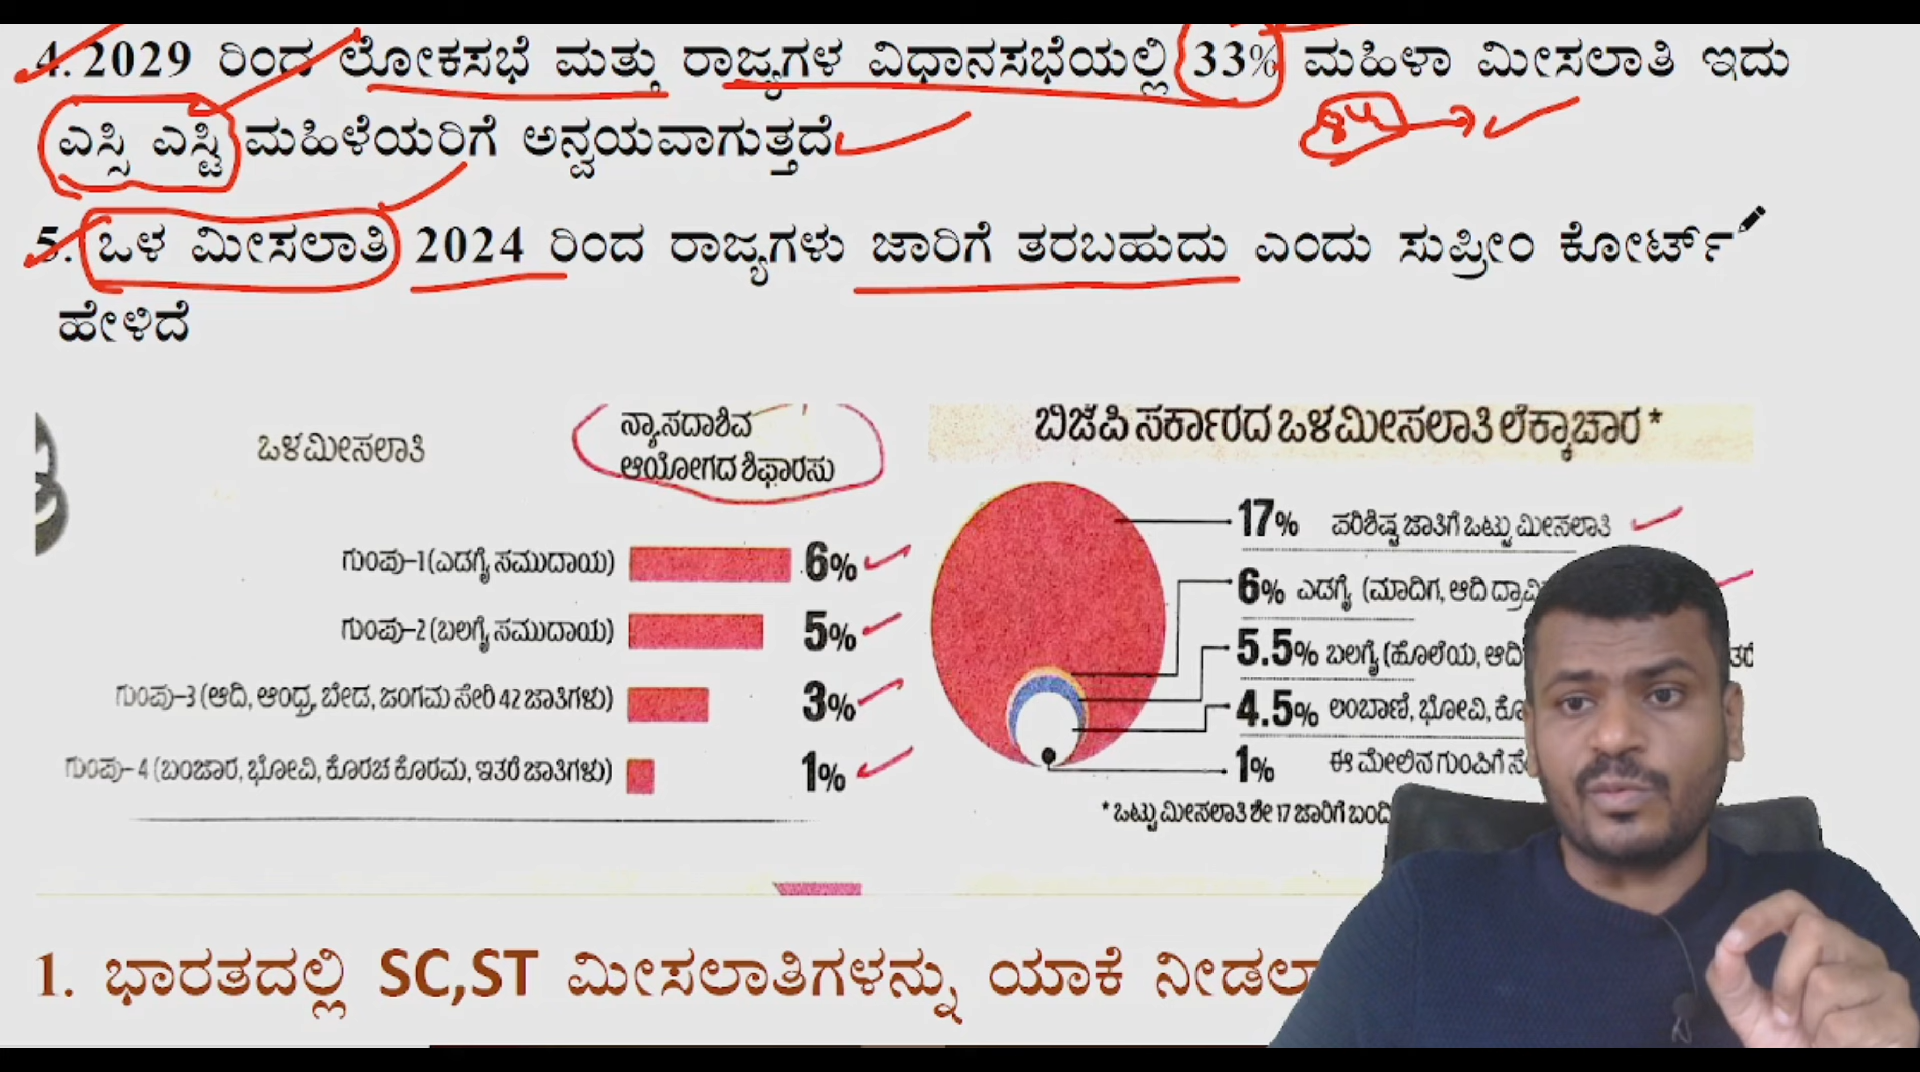 4. 2029 ರಿಂದ ಲೋಕಸಭೆ ಮತ್ತು ರಾಜ್ಯಗಳ ವಿಧಾನಸಭೆಯಲ್ಲಿ 33% ಮಹಿಳಾ ಮೀಸಲಾತಿ ಇದು
ಎಸ್ಸಿ ಎಸ್ಟಿ ಮಹಿಳೆಯರಿಗೆ ಅನ್ವಯವಾಗುತ್ತದೆ
84
5. ಒಳ ಮೀಸಲಾತಿ 2024 ರಿಂದ ರಾಜ್ಯಗಳು ಜಾರಿಗೆ ತರಬಹುದು ಎಂದು ಸುಪ್ರೀಂ ಕೋರ್ಟ್
ಹೇಳಿದೆ
ಒಳಮೀಸಲಾತಿ
ನ್ಯಾ.ಸದಾಶಿವ
ಆಯೋಗದ ಶಿಫಾರಸು
ಗುಂಪು-1 (ಎಡಗೈ ಸಮುದಾಯ) 6%
ಗುಂಪು-2 (ಬಲಗೈ ಸಮುದಾಯ) 5%
ಗುಂಪು-3 (ಆದಿ, ಆಂಧ್ರ, ಬೇಡ, ಜಂಗಮ ಸೇರಿ 42 ಜಾತಿಗಳು) 3%
ಗುಂಪು-4 (ಬಂಜಾರ, ಭೋವಿ, ಕೊರಚ ಕೊರಮ, ಇತರೆ ಜಾತಿಗಳು) 1%
ಬಿಜೆಪಿ ಸರ್ಕಾರದ ಒಳಮೀಸಲಾತಿ ಲೆಕ್ಕಾಚಾರ*
17% ಪರಿಶಿಷ್ಟ ಜಾತಿಗೆ ಒಟ್ಟು ಮೀಸಲಾತಿ
6% ಎಡಗೈ (ಮಾದಿಗ, ಆದಿ
5.5% ಬಲಗೈ (ಹೊಲೆಯ, ಆದಿ
4.5% ಲಂಬಾಣಿ, ಭೋವಿ,
1% ಈ ಮೇಲಿನ ಗುಂಪಿಗೆ
* ಒಟ್ಟು ಮೀಸಲಾತಿ ಶೇ 17 ಜಾರಿಗೆ
1. ಭಾರತದಲ್ಲಿ SC,ST ಮೀಸಲಾತಿಗಳನ್ನು ಯಾಕೆ